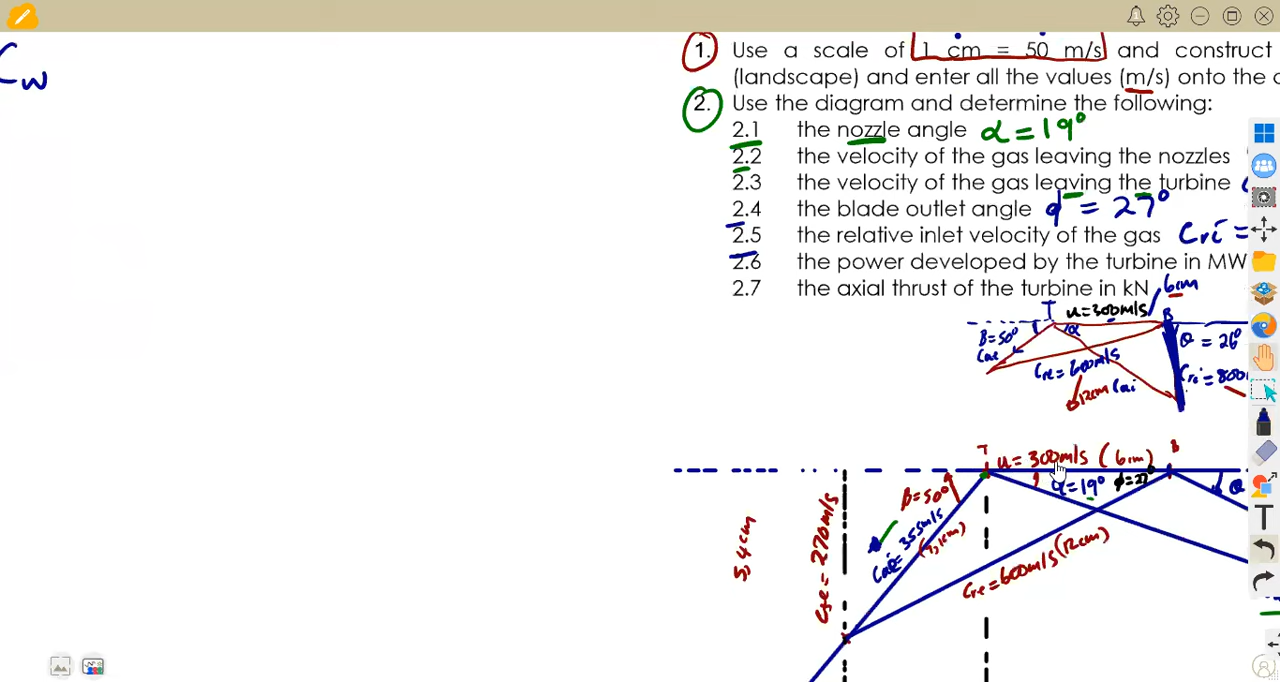 Cw
1. Use a scale of 1 cm = 50 m/s and construct
(landscape) and enter all the values (m/s) onto the
2. Use the diagram and determine the following:
2.1 the nozzle angle α = 19°
2.2 the velocity of the gas leaving the nozzles
2.3 the velocity of the gas leaving the turbine
2.4 the blade outlet angle ϕ = 27°
2.5 the relative inlet velocity of the gas Cri =
2.6 the power developed by the turbine in MW
2.7 the axial thrust of the turbine in kN
6cm
T u=300m/s B
β=50° α θ = 26°
Cae Cre=600m/s Cri=800
12cm Cai
T u=300m/s (6cm) B
β=50° α=19° ϕ=27° θ
Cae=355m/s (7,1cm)
5,4cm
Cfe = 270m/s
Cre=600m/s (12cm)
T